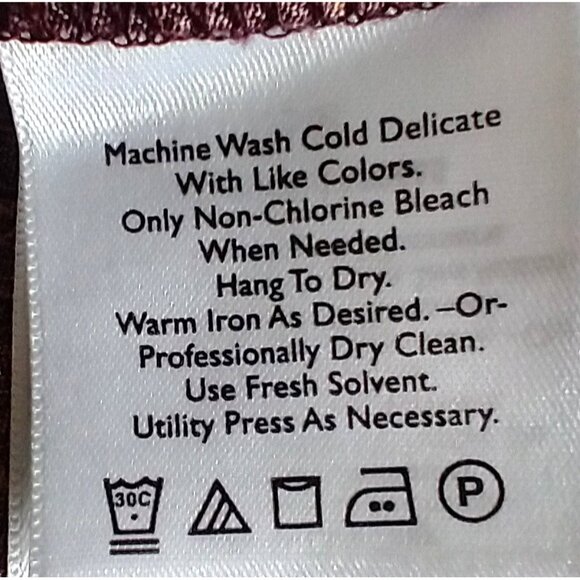 Machine Wash Cold Delicate
With Like Colors.
Only Non-Chlorine Bleach
When Needed.
Hang To Dry.
Warm Iron As Desired. –Or-
Professionally Dry Clean.
Use Fresh Solvent.
Utility Press As Necessary.
30C P